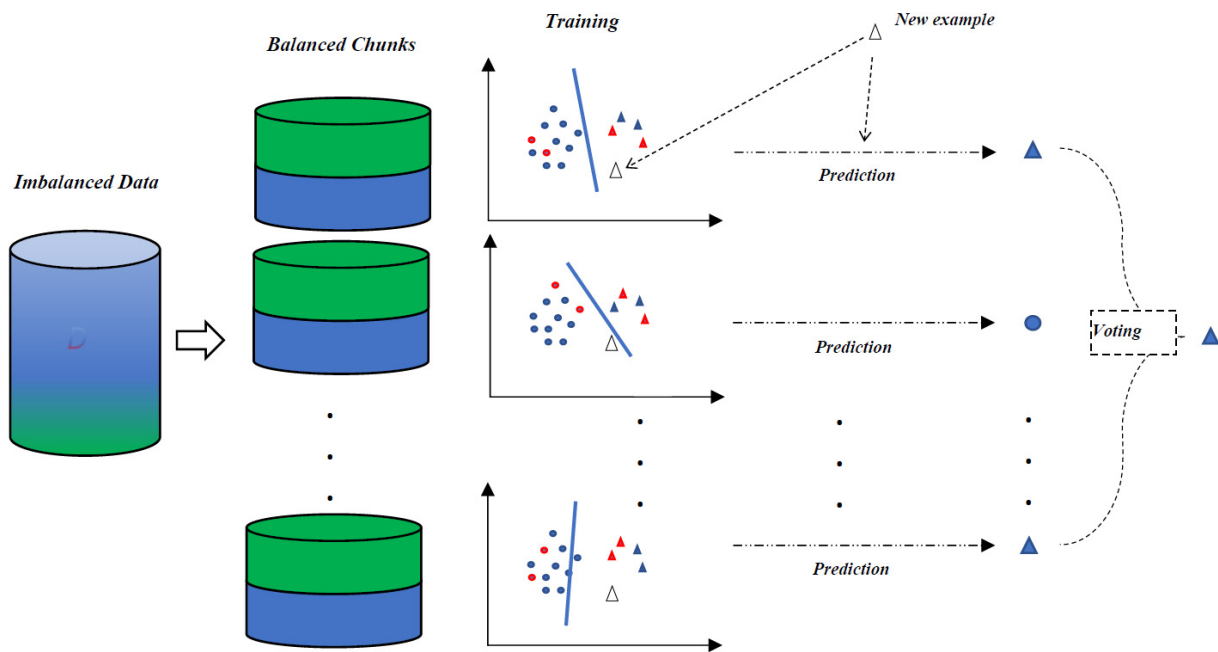 Training
New example
Balanced Chunks
Imbalanced Data
Prediction
D
Prediction
Voting
Prediction